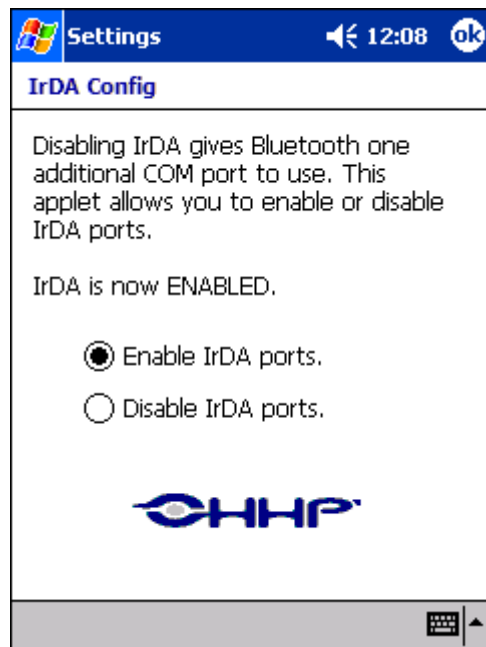 Settings 12:08 ok
IrDA Config
Disabling IrDA gives Bluetooth one
additional COM port to use. This
applet allows you to enable or disable
IrDA ports.
IrDA is now ENABLED.
Enable IrDA ports.
Disable IrDA ports.
HHP